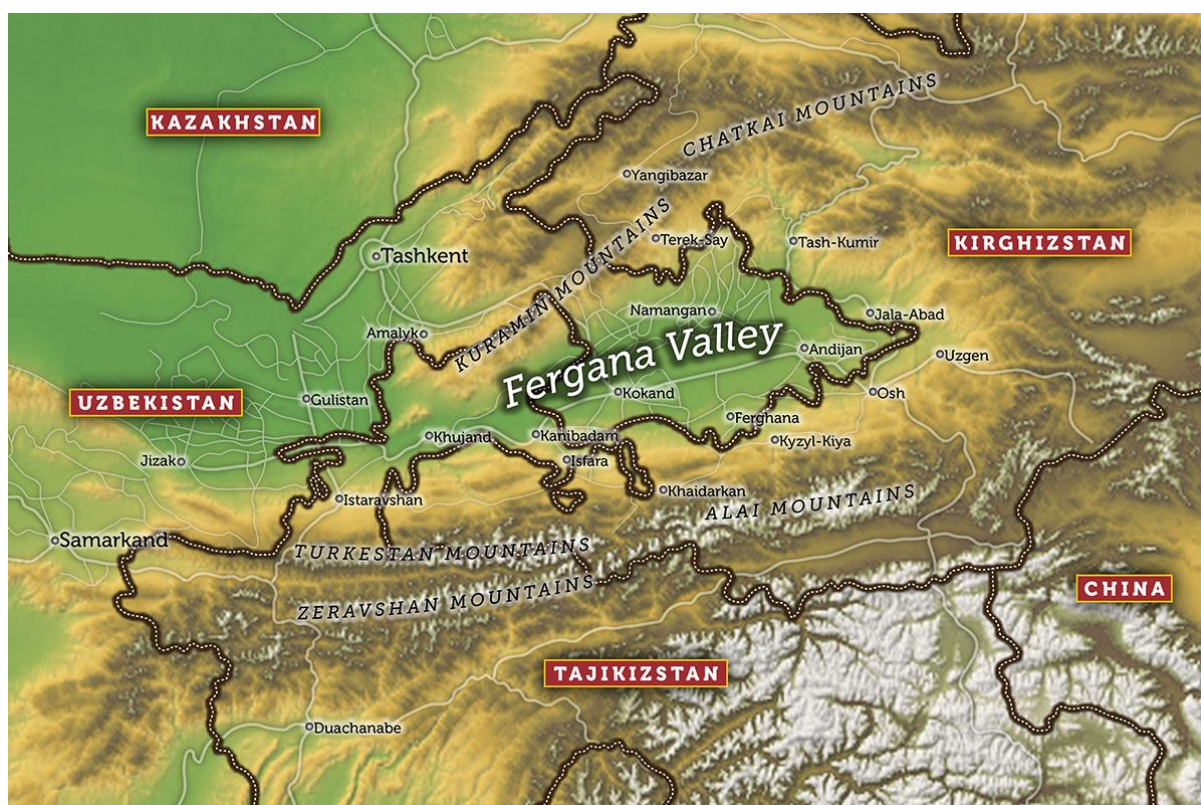 KAZAKHSTAN
CHATKAI MOUNTAINS
Yangibazar
Terek-Say
Tash-Kumir
KIRGHIZSTAN
Tashkent
KURAMIN MOUNTAINS
Namangan
Jala-Abad
Amalyk
Fergana Valley
Andijan
Uzgen
UZBEKISTAN
Gulistan
Kokand
Osh
Ferghana
Khujand
Kanibadam
Kyzyl-Kiya
Jizak
Isfara
Istaravshan
Khaidarkan
ALAI MOUNTAINS
Samarkand
TURKESTAN MOUNTAINS
ZERAVSHAN MOUNTAINS
CHINA
TAJIKIZSTAN
Duachanabe